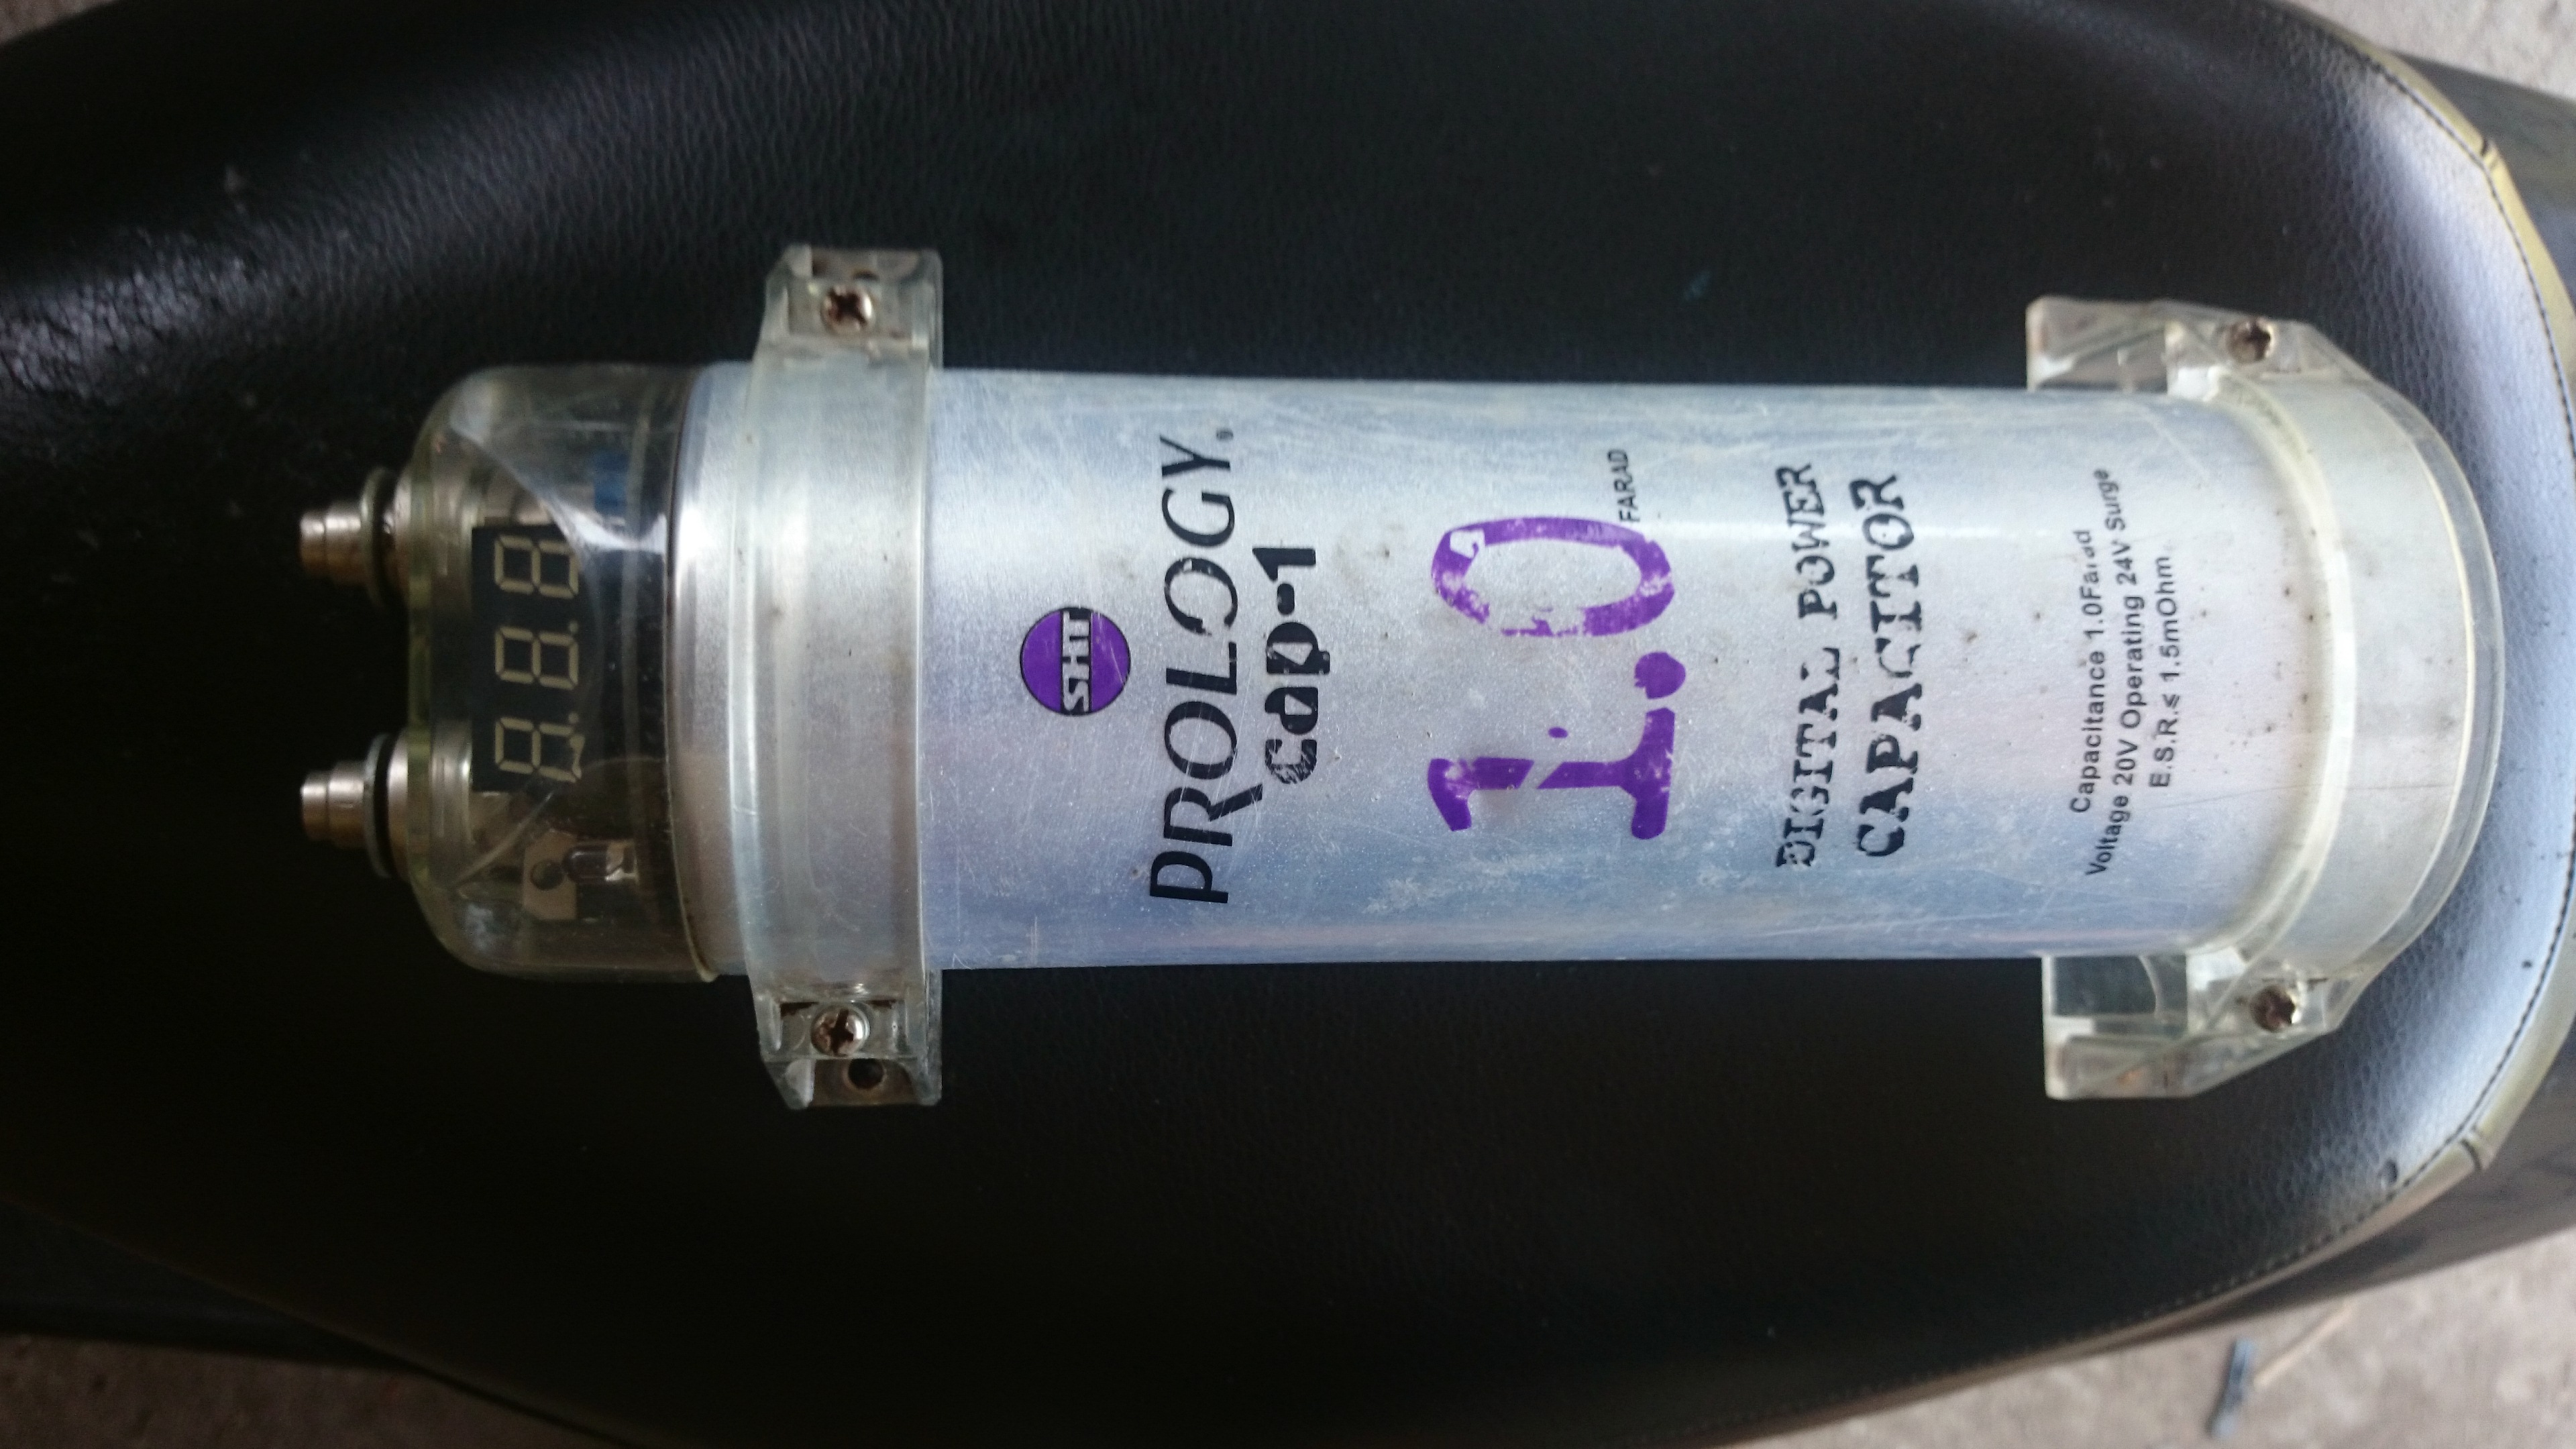 8.8.8
SHT
PROLOGY®
cap-1
1.0
FARAD
DIGITAL POWER
CAPACITOR
Capacitance 1.0Farad
Voltage 20V Operating 24V Surge
E.S.R.≤ 1.5mOhm